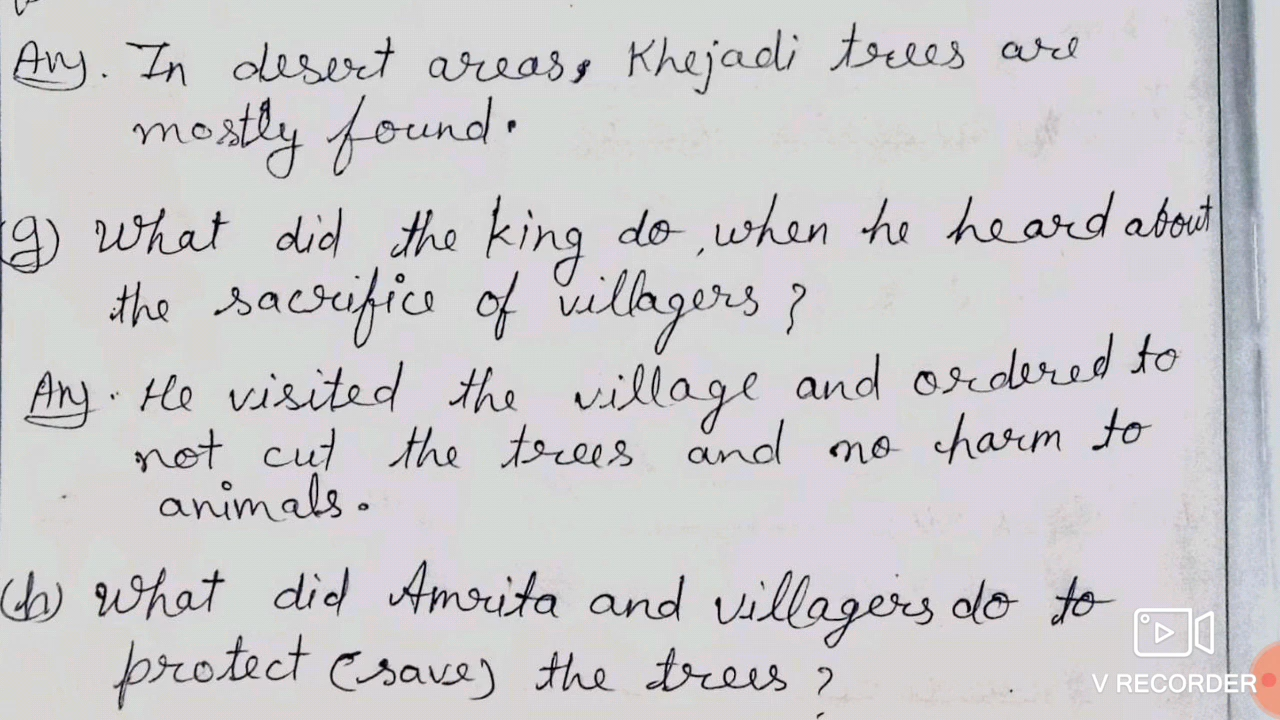 Ans. In desert areas, Khejadi trees are
mostly found.
(g) What did the king do, when he heard about
the sacrifice of villagers?
Ans. He visited the village and ordered to
not cut the trees and no charm to
animals.
(h) What did Amrita and villagers do to
protect (save) the trees?
V RECORDER